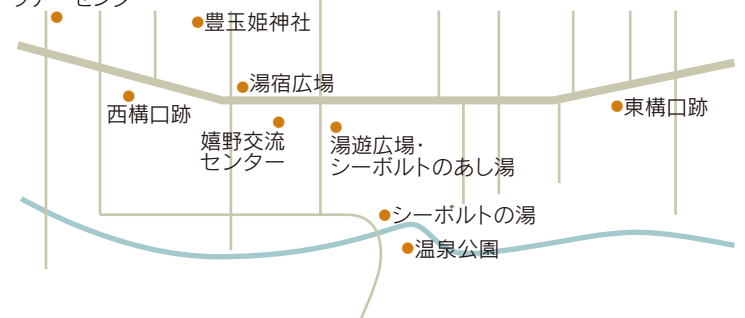 豊玉姫神社
湯宿広場
西構口跡
東構口跡
嬉野交流
センター
湯遊広場・
シーボルトのあし湯
シーボルトの湯
温泉公園